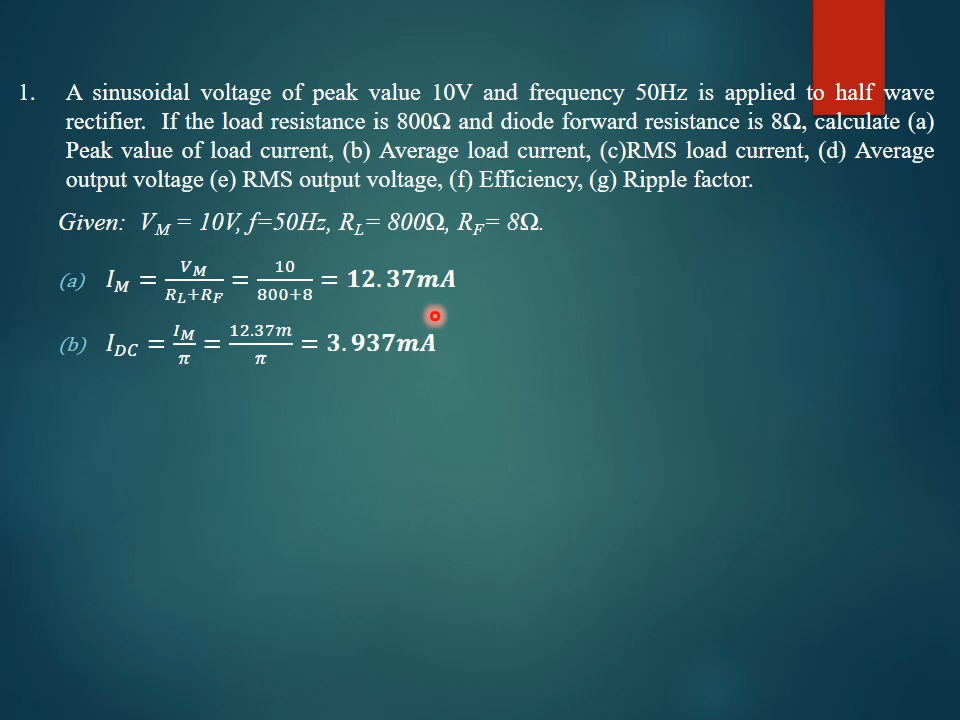 1. A sinusoidal voltage of peak value 10V and frequency 50Hz is applied to half wave
rectifier. If the load resistance is 800Ω and diode forward resistance is 8Ω, calculate (a)
Peak value of load current, (b) Average load current, (c)RMS load current, (d) Average
output voltage (e) RMS output voltage, (f) Efficiency, (g) Ripple factor.
Given: V_M = 10V, f=50Hz, R_L= 800Ω, R_F= 8Ω.
(a) I_M = V_M/(R_L+R_F) = 10/(800+8) = 12.37mA
(b) I_DC = I_M/π = 12.37m/π = 3.937mA